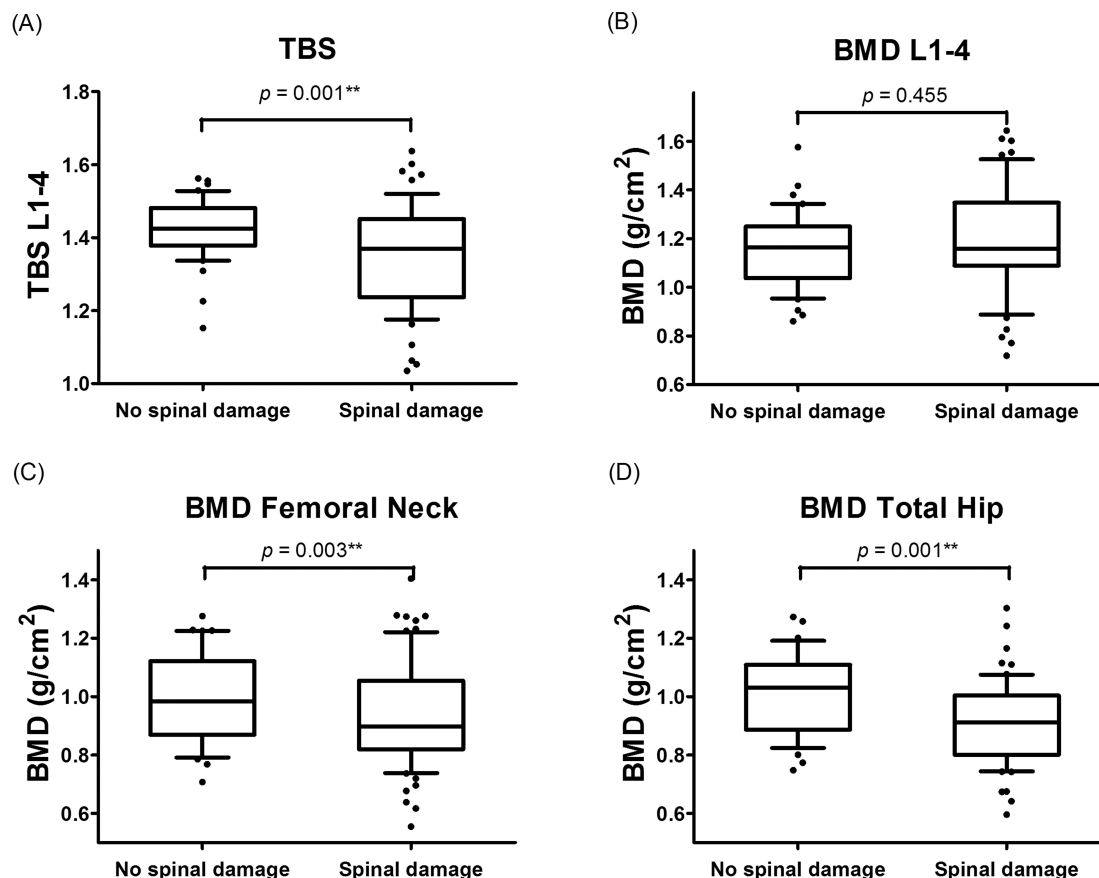 (A)
TBS
p = 0.001**
TBS L1-4
1.8
1.6
1.4
1.2
1.0
No spinal damage
Spinal damage
(B)
BMD L1-4
p = 0.455
BMD (g/cm²)
1.6
1.4
1.2
1.0
0.8
0.6
No spinal damage
Spinal damage
(C)
BMD Femoral Neck
p = 0.003**
BMD (g/cm²)
1.4
1.2
1.0
0.8
0.6
No spinal damage
Spinal damage
(D)
BMD Total Hip
p = 0.001**
BMD (g/cm²)
1.4
1.2
1.0
0.8
0.6
No spinal damage
Spinal damage